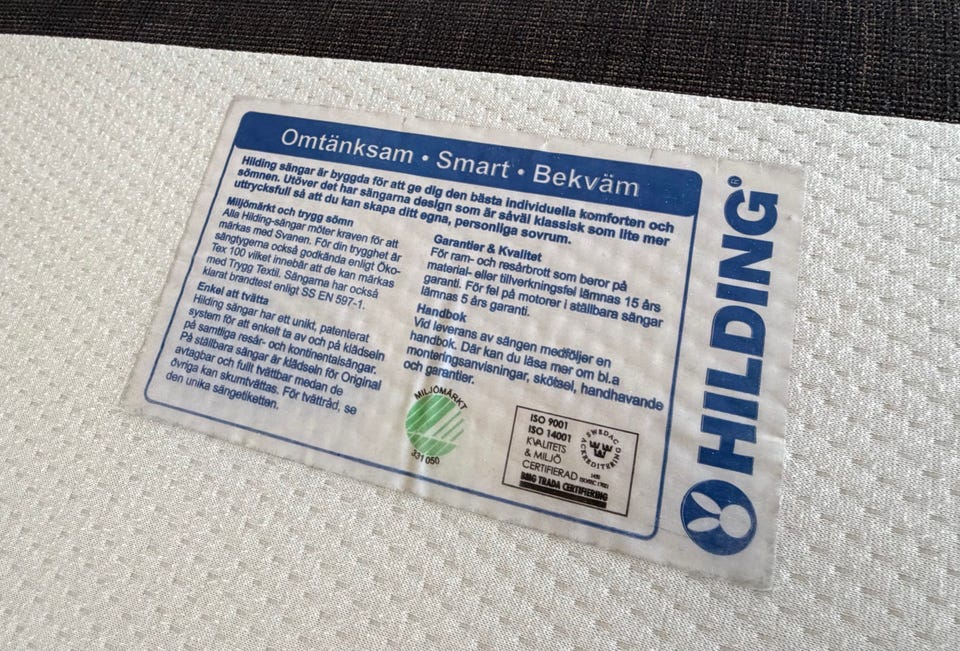 Omtänksam • Smart • Bekväm
Hilding sängar är byggda för att ge dig den bästa individuella komforten och
sömnen. Utöver det har sängarna design som är såväl klassisk som lite mer
uttrycksfull så att du kan skapa ditt egna, personliga sovrum.
Miljömärkt och trygg sömn
Alla Hilding-sängar möter kraven för att
märkas med Svanen. För din trygghet är
sängtygerna också godkända enligt Öko-
Tex 100 vilket innebär att de kan märkas
med Trygg Textil. Sängarna har också
klarat brandtest enligt SS EN 597-1.
Enkel att tvätta
Hilding sängar har ett unikt, patenterat
system för att enkelt ta av och på klädseln
på samtliga resår- och kontinentalsängar.
På ställbara sängar är klädseln för Original
avtagbar och fullt tvättbar medan de
övriga kan skumtvättas. För tvättråd, se
den unika sängetiketten.
Garantier & Kvalitet
För ram- och resårbrott som beror på
material- eller tillverkningsfel lämnas 15 års
garanti. För fel på motorer i ställbara sängar
lämnas 5 års garanti.
Handbok
Vid leverans av sängen medföljer en
handbok. Där kan du läsa mer om bl.a
monteringsanvisningar, skötsel, handhavande
och garantier.
MILJÖMÄRKT
331 050
ISO 9001
ISO 14001
KVALITETS
& MILJÖ
CERTIFIERAD
BMG TRADA CERTIFIERING
SWEDAC
ACKREDITERING
HILDING®